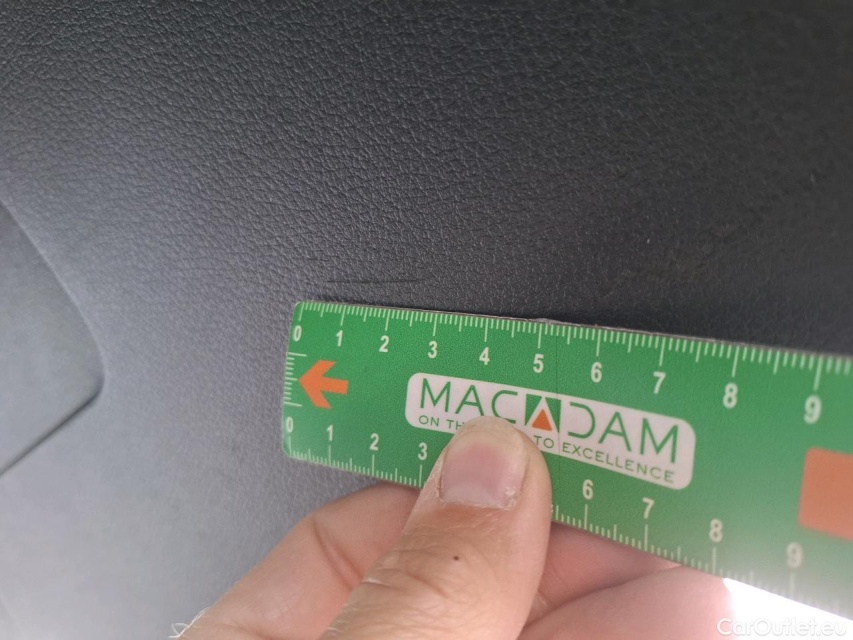 0 1 2 3 4 5 6 7 8 9
MACADAM
ON TH TO EXCELLENCE
0 1 2 3 6 7 8 9
CarOutlet.eu